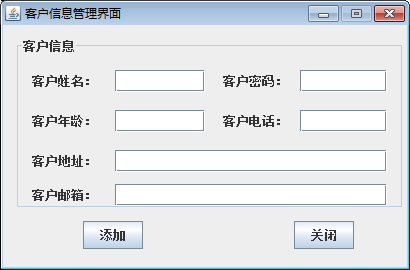 客户信息管理界面
客户信息
客户姓名： 客户密码：
客户年龄： 客户电话：
客户地址：
客户邮箱：
添加 关闭